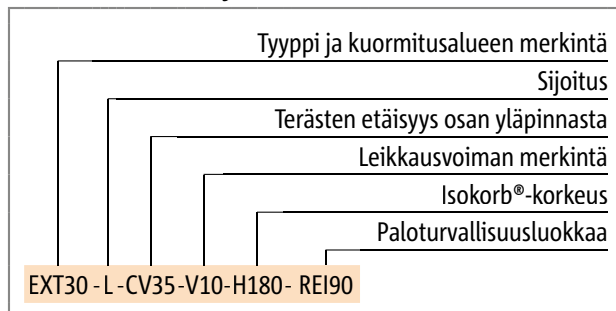 Tyyppi ja kuormitusalueen merkintä
Sijoitus
Terästen etäisyys osan yläpinnasta
Leikkausvoiman merkintä
Isokorb®-korkeus
Paloturvallisuusluokkaa
EXT30 - L -CV35 -V10-H180- REI90